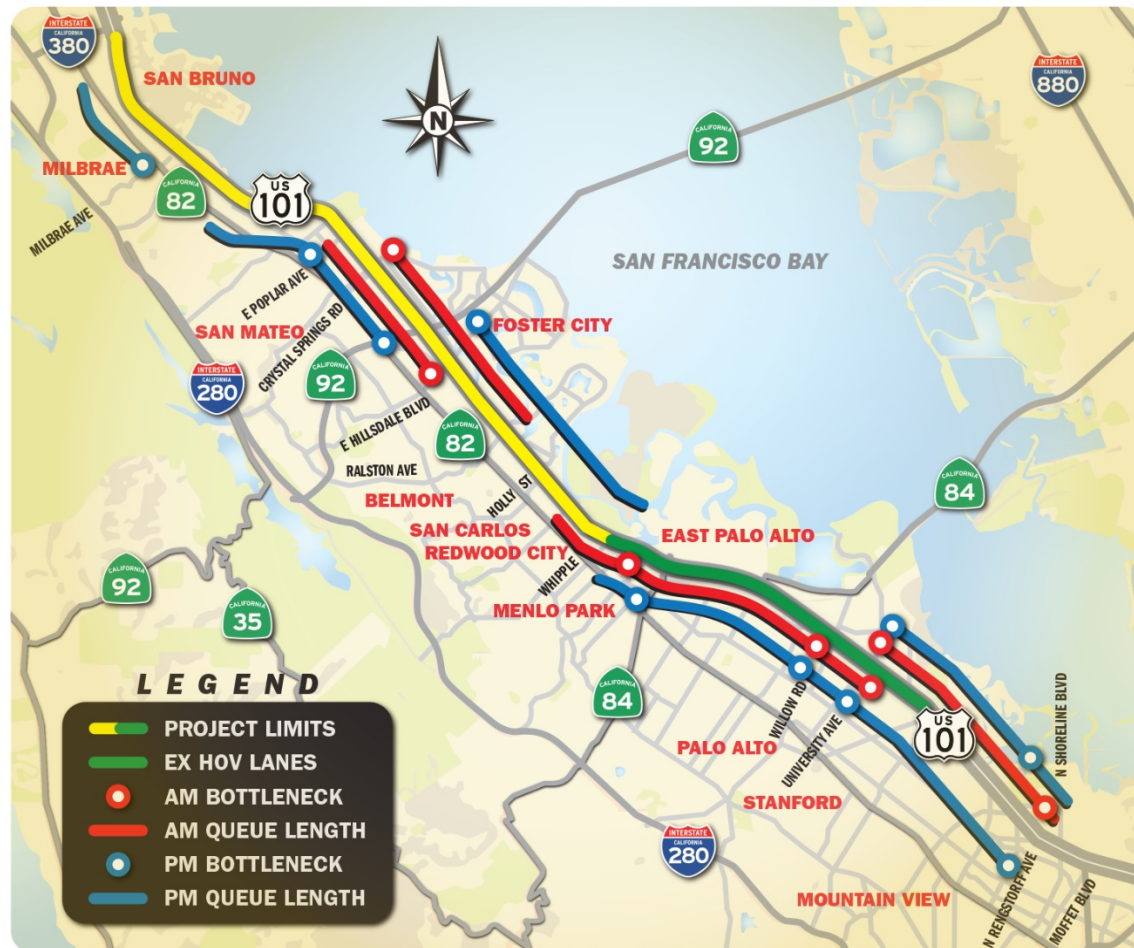 INTERSTATE
CALIFORNIA
380
SAN BRUNO
N
INTERSTATE
CALIFORNIA
880
CALIFORNIA
92
MILBRAE
CALIFORNIA
82
US
101
MILBRAE AVE
SAN FRANCISCO BAY
E POPLAR AVE
SAN MATEO
CRYSTAL SPRINGS RD
FOSTER CITY
INTERSTATE
CALIFORNIA
280
CALIFORNIA
92
E HILLSDALE BLVD
CALIFORNIA
82
RALSTON AVE
BELMONT
HOLLY ST
CALIFORNIA
84
SAN CARLOS
REDWOOD CITY
EAST PALO ALTO
WHIPPLE
CALIFORNIA
92
CALIFORNIA
35
MENLO PARK
CALIFORNIA
84
WILLOW RD
UNIVERSITY AVE
US
101
N SHORELINE BLVD
PALO ALTO
STANFORD
INTERSTATE
CALIFORNIA
280
MOUNTAIN VIEW
N RENGSTORFF AVE
MOFFET BLVD
LEGEND
PROJECT LIMITS
EX HOV LANES
AM BOTTLENECK
AM QUEUE LENGTH
PM BOTTLENECK
PM QUEUE LENGTH